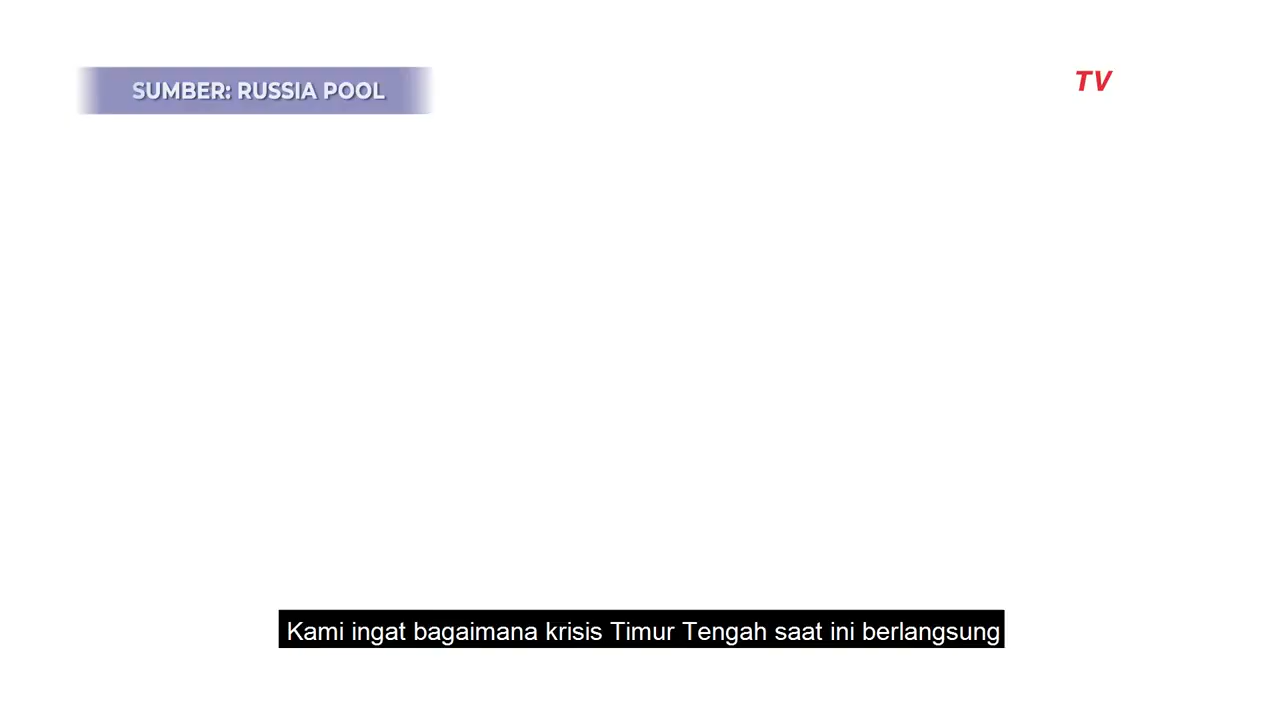 SUMBER: RUSSIA POOL
TV
Kami ingat bagaimana krisis Timur Tengah saat ini berlangsung